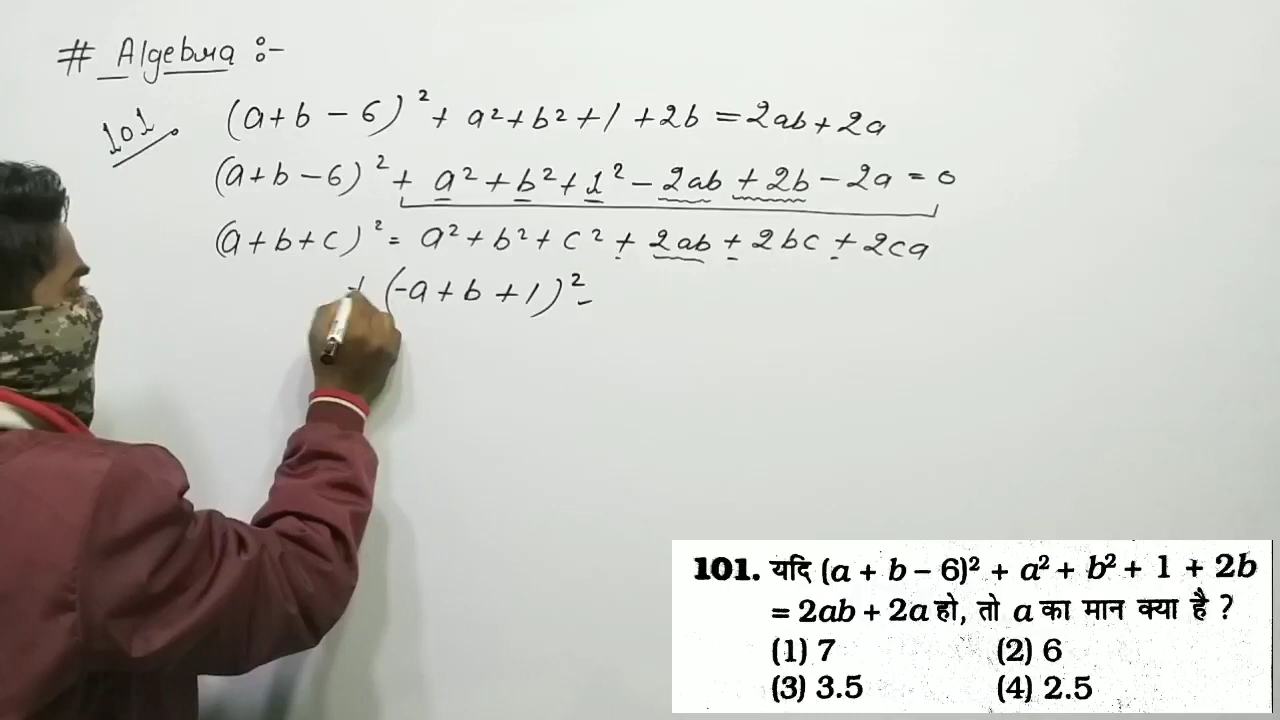 # Algebra :-
101.
(a+b-6)² + a²+b²+1+2b = 2ab+2a
(a+b-6)² + a²+b²+1²-2ab+2b-2a=0
(a+b+c)² = a²+b²+c²+2ab+2bc+2ca
+ (-a+b+1)² -
101. यदि (a + b – 6)² + a² + b² + 1 + 2b
= 2ab + 2a हो, तो a का मान क्या है ?
(1) 7 (2) 6
(3) 3.5 (4) 2.5